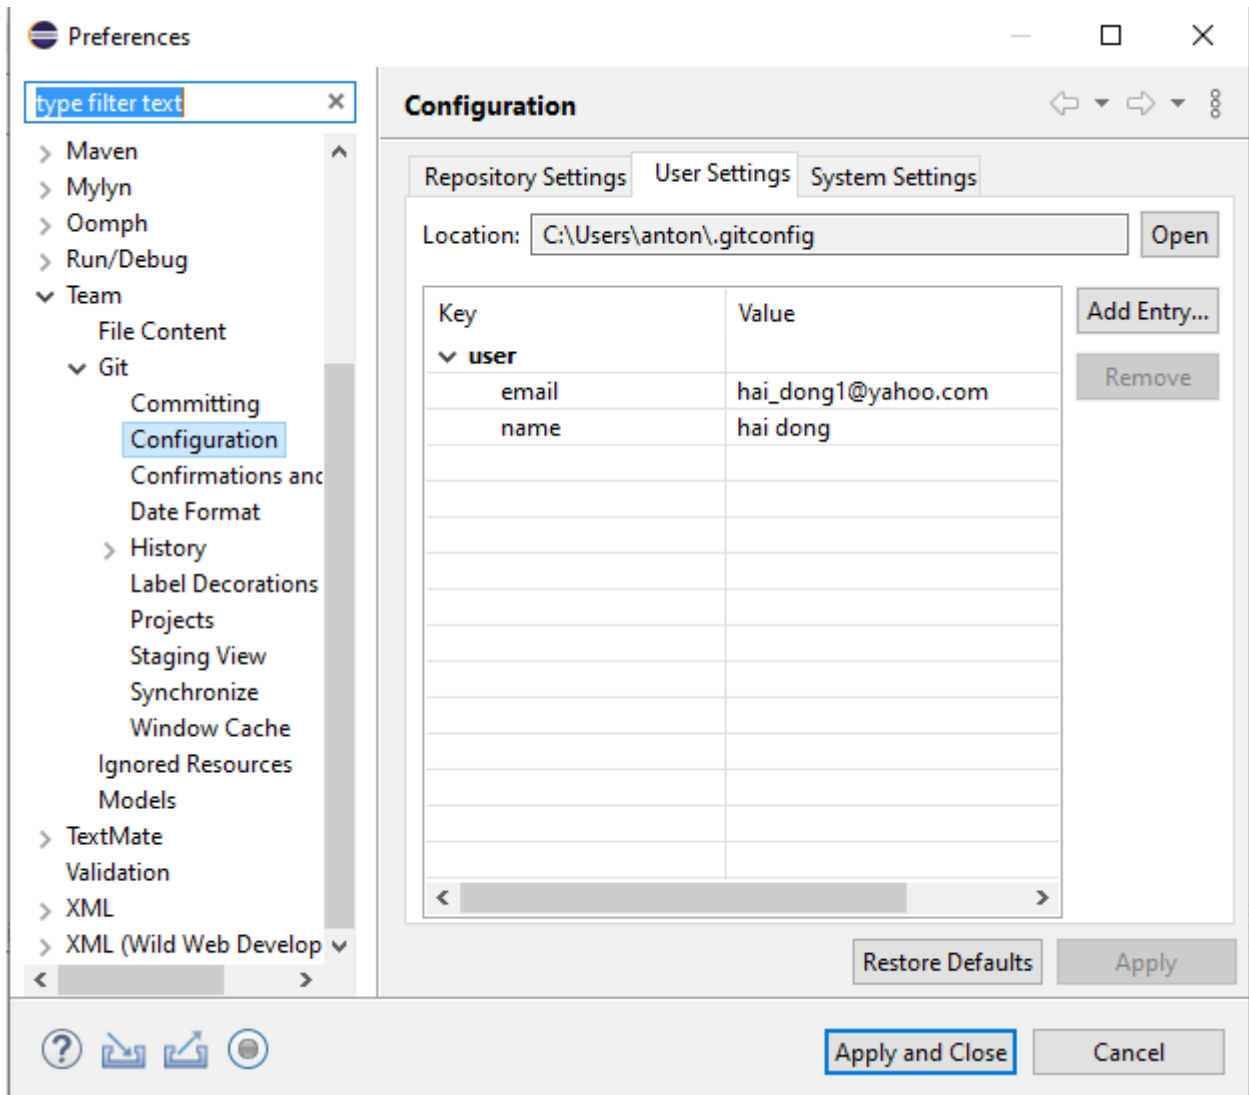 Preferences
type filter text
Maven
Mylyn
Oomph
Run/Debug
Team
File Content
Git
Committing
Configuration
Confirmations and
Date Format
History
Label Decorations
Projects
Staging View
Synchronize
Window Cache
Ignored Resources
Models
TextMate
Validation
XML
XML (Wild Web Develop
Configuration
Repository Settings User Settings System Settings
Location: C:\Users\anton\.gitconfig Open
Key Value Add Entry...
user
email hai_dong1@yahoo.com Remove
name hai dong
Restore Defaults Apply
Apply and Close Cancel